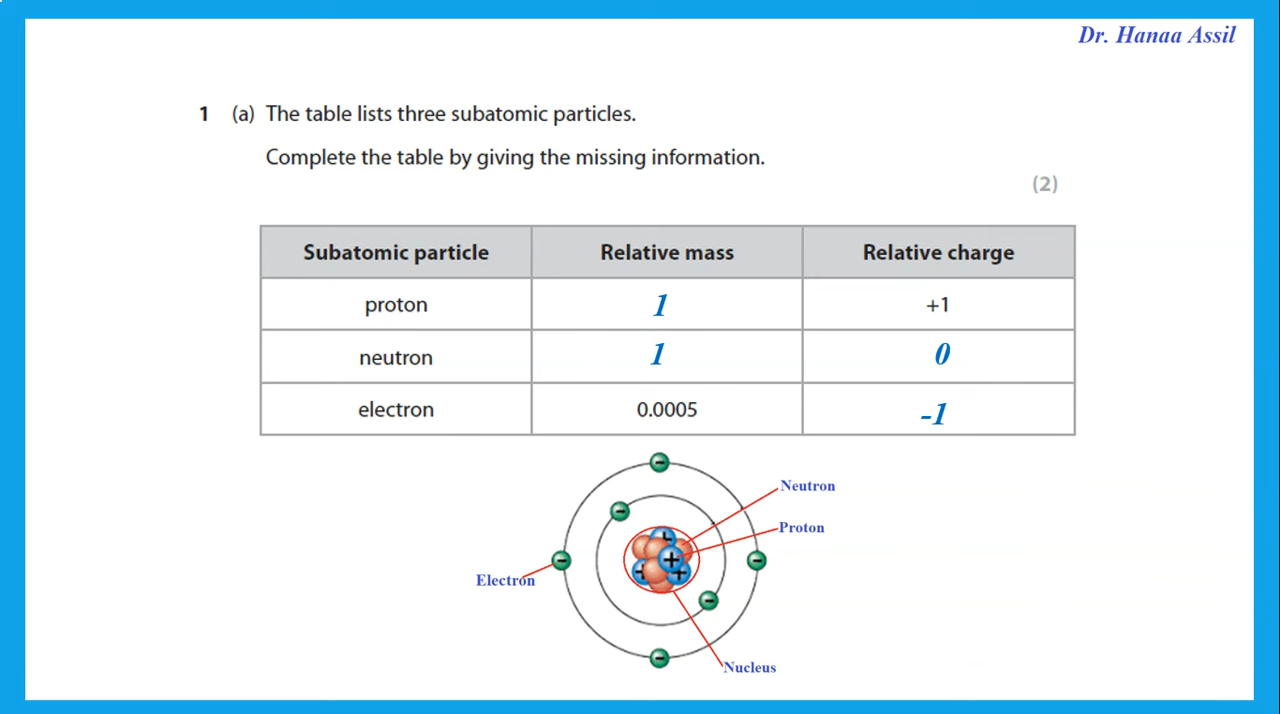 Dr. Hanaa Assil
1 (a) The table lists three subatomic particles.
Complete the table by giving the missing information.
(2)
Subatomic particle Relative mass Relative charge
proton 1 +1
neutron 1 0
electron 0.0005 -1
Neutron
Proton
Electron
Nucleus